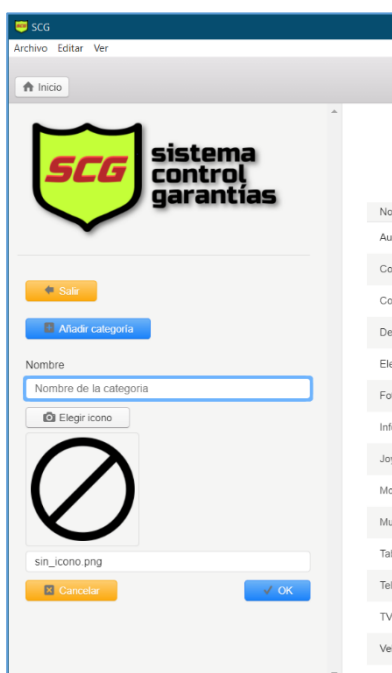 SCG
Archivo Editar Ver
Inicio
SCG
sistema
control
garantías
Salir
Añadir categoría
Nombre
Nombre de la categoria
Elegir icono
sin_icono.png
Cancelar
OK
No
Au
Co
Co
De
Ele
Fo
Inf
Joy
Mo
Mu
Tal
Tel
TV
Ve